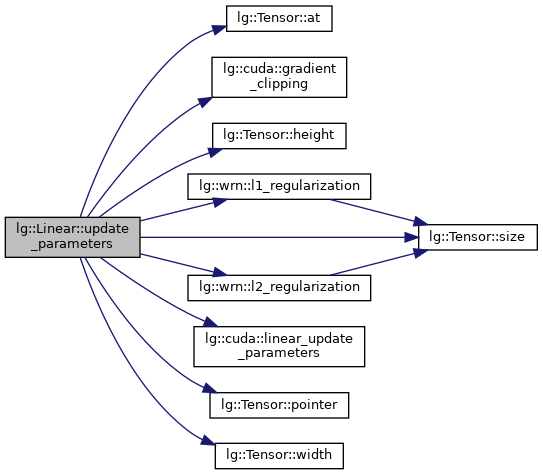 lg::Tensor::at
lg::cuda::gradient
_clipping
lg::Tensor::height
lg::wrn::l1_regularization
lg::Linear::update
_parameters
lg::Tensor::size
lg::wrn::l2_regularization
lg::cuda::linear_update
_parameters
lg::Tensor::pointer
lg::Tensor::width